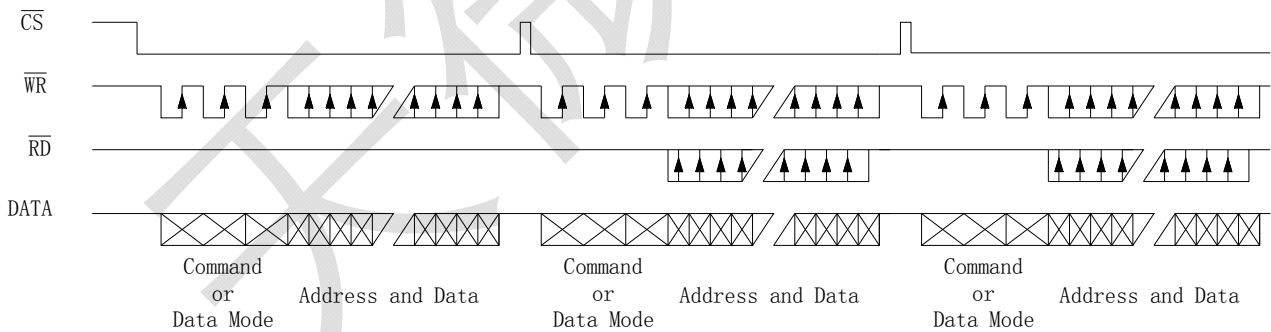 CS
WR
RD
DATA
Command
or
Data Mode
Address and Data
Command
or
Data Mode
Address and Data
Command
or
Data Mode
Address and Data
天